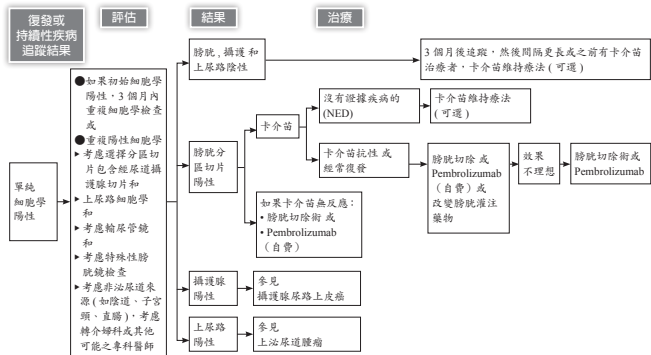 復發或
持續性疾病
追蹤結果
評估
結果
治療
單純
細胞學
陽性
●如果初始細胞學
陽性，3 個月內
重複細胞學檢查
或
●重複陽性細胞學
▸考慮選擇分區切
片包含經尿道攝
護腺切片和
▸上尿路細胞學
和
▸考慮輸尿管鏡
和
▸考慮特殊性膀
胱鏡檢查
▸考慮非泌尿道來
源 ( 如陰道、子宮
頸、直腸 )，考慮
轉介婦科或其他
可能之專科醫師
膀胱 , 攝護 和
上尿路陰性
3 個月後追蹤，然後間隔更長或之前有卡介苗
治療者，卡介苗維持療法 ( 可選 )
膀胱分
區切片
陽性
卡介苗
沒有證據疾病的
(NED)
卡介苗維持療法
( 可選 )
卡介苗抗性 或
經常復發
膀胱切除 或
Pembrolizumab
（自費）或
改變膀胱灌注
藥物
效果
不理想
膀胱切除術或
Pembrolizumab
如果卡介苗無反應：
• 膀胱切除術 或
• Pembrolizumab
（自費）
攝護腺
陽性
參見
攝護腺尿路上皮癌
上尿路
陽性
參見
上泌尿道腫瘤